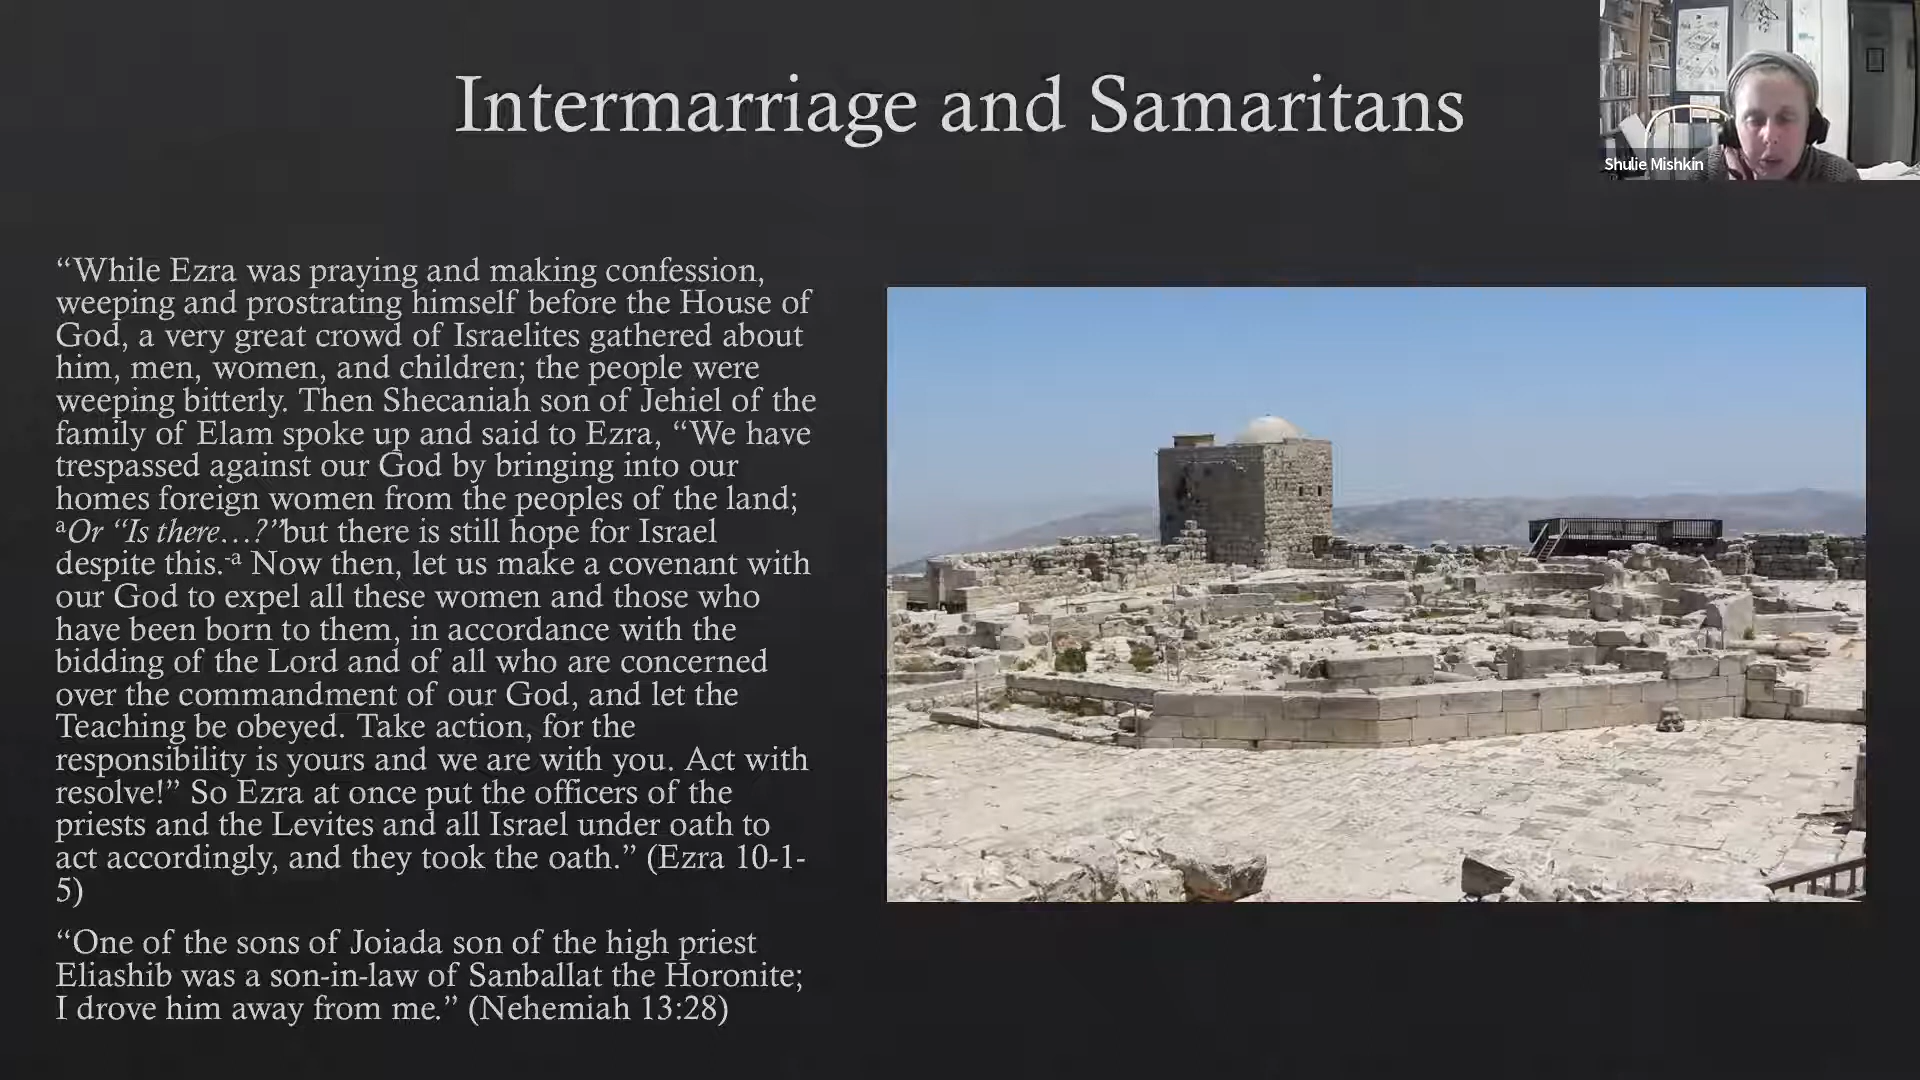 Intermarriage and Samaritans
Shulie Mishkin
“While Ezra was praying and making confession,
weeping and prostrating himself before the House of
God, a very great crowd of Israelites gathered about
him, men, women, and children; the people were
weeping bitterly. Then Shecaniah son of Jehiel of the
family of Elam spoke up and said to Ezra, “We have
trespassed against our God by bringing into our
homes foreign women from the peoples of the land;
ᵃOr “Is there…?”but there is still hope for Israel
despite this.-ᵃ Now then, let us make a covenant with
our God to expel all these women and those who
have been born to them, in accordance with the
bidding of the Lord and of all who are concerned
over the commandment of our God, and let the
Teaching be obeyed. Take action, for the
responsibility is yours and we are with you. Act with
resolve!” So Ezra at once put the officers of the
priests and the Levites and all Israel under oath to
act accordingly, and they took the oath.” (Ezra 10-1-
5)
“One of the sons of Joiada son of the high priest
Eliashib was a son-in-law of Sanballat the Horonite;
I drove him away from me.” (Nehemiah 13:28)